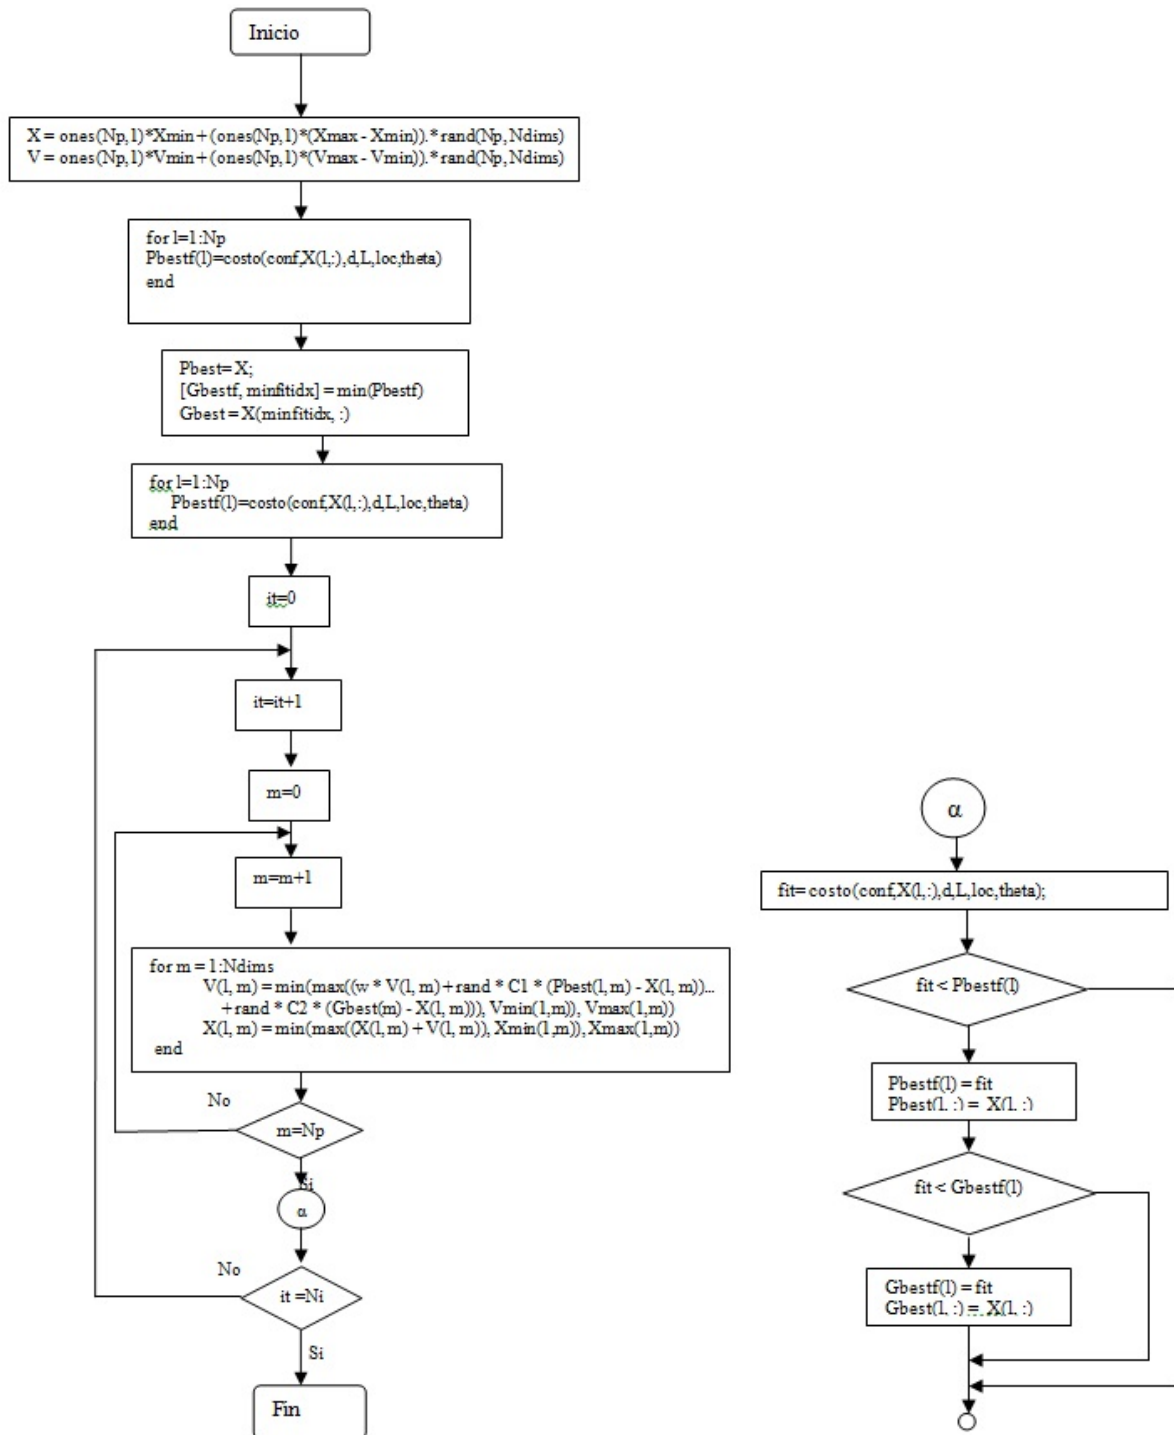 Inicio
X = ones(Np,1)*Xmin + (ones(Np,1)*(Xmax - Xmin)).* rand(Np, Ndims)
V = ones(Np,1)*Vmin + (ones(Np,1)*(Vmax - Vmin)).* rand(Np, Ndims)
for l=1:Np
Pbestf(l)=costo(conf,X(l,:),d,L,loc,theta)
end
Pbest= X;
[Gbestf, minfitidx] = min(Pbestf)
Gbest = X(minfitidx, :)
for l=1:Np
Pbestf(l)=costo(conf,X(l,:),d,L,loc,theta)
end
it=0
it=it+1
m=0
m=m+1
for m = 1:Ndims
V(l, m) = min(max((w * V(l, m) + rand * C1 * (Pbest(l, m) - X(l, m))...
+ rand * C2 * (Gbest(m) - X(l, m))), Vmin(1,m)), Vmax(1,m))
X(l, m) = min(max((X(l, m) + V(l, m)), Xmin(1,m)), Xmax(1,m))
end
No
m=Np
Si
α
No
it =Ni
Si
Fin
α
fit= costo(conf,X(l,:),d,L,loc,theta);
fit < Pbestf(l)
Pbestf(l) = fit
Pbest(l, :) = X(l, :)
fit < Gbestf(l)
Gbestf(l) = fit
Gbest(l, :) = X(l, :)